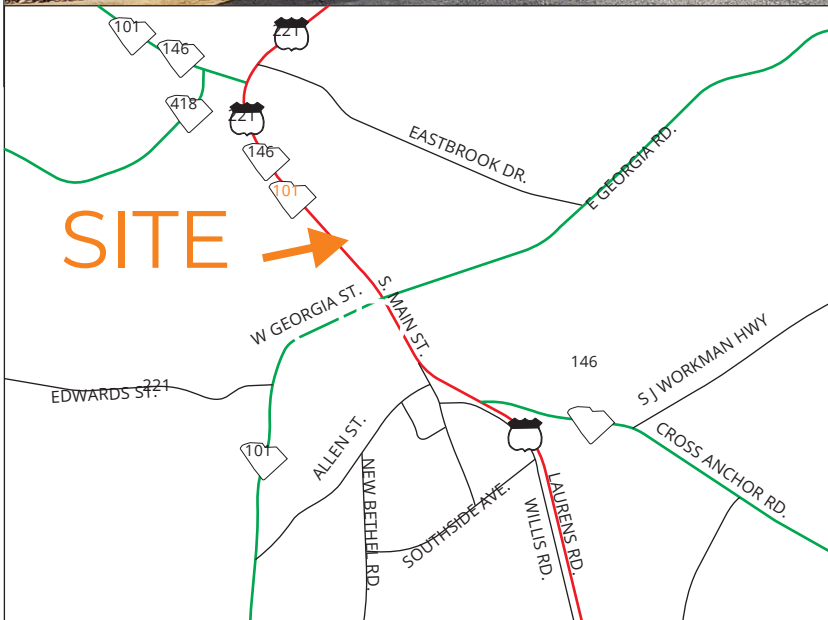 101
146
221
418
221
146
101
EASTBROOK DR.
E GEORGIA RD.
SITE
W GEORGIA ST.
S. MAIN ST.
221
EDWARDS ST.
146
S J WORKMAN HWY
101
ALLEN ST.
NEW BETHEL RD.
SOUTHSIDE AVE.
WILLIS RD.
LAURENS RD.
CROSS ANCHOR RD.